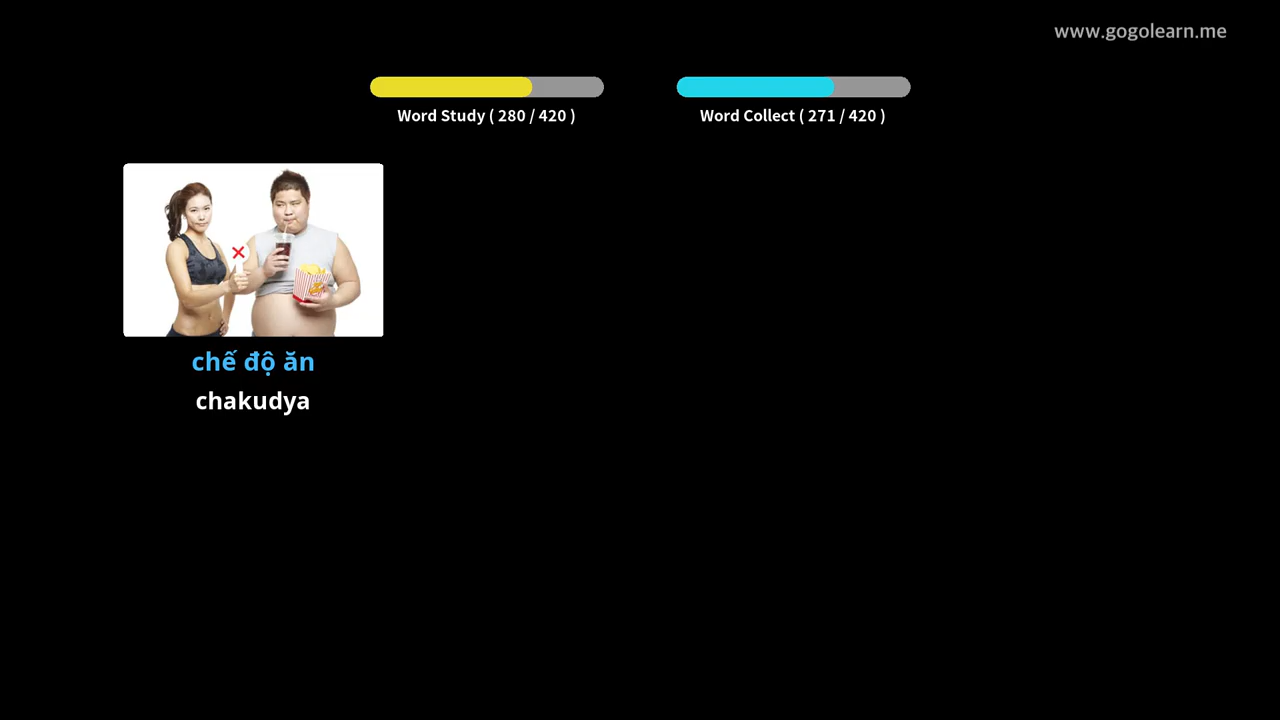 www.gogolearn.me
Word Study ( 280 / 420 )
Word Collect ( 271 / 420 )
chế độ ăn
chakudya